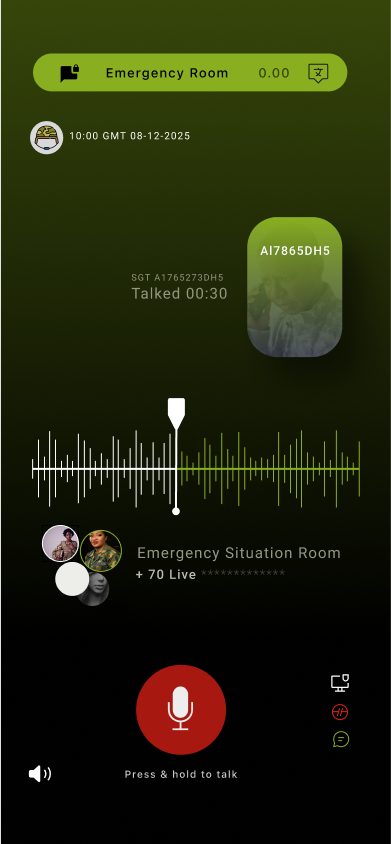 Emergency Room 0.00 文
10:00 GMT 08-12-2025
AI7865DH5
SGT A1765273DH5
Talked 00:30
Emergency Situation Room
+ 70 Live *************
Press & hold to talk